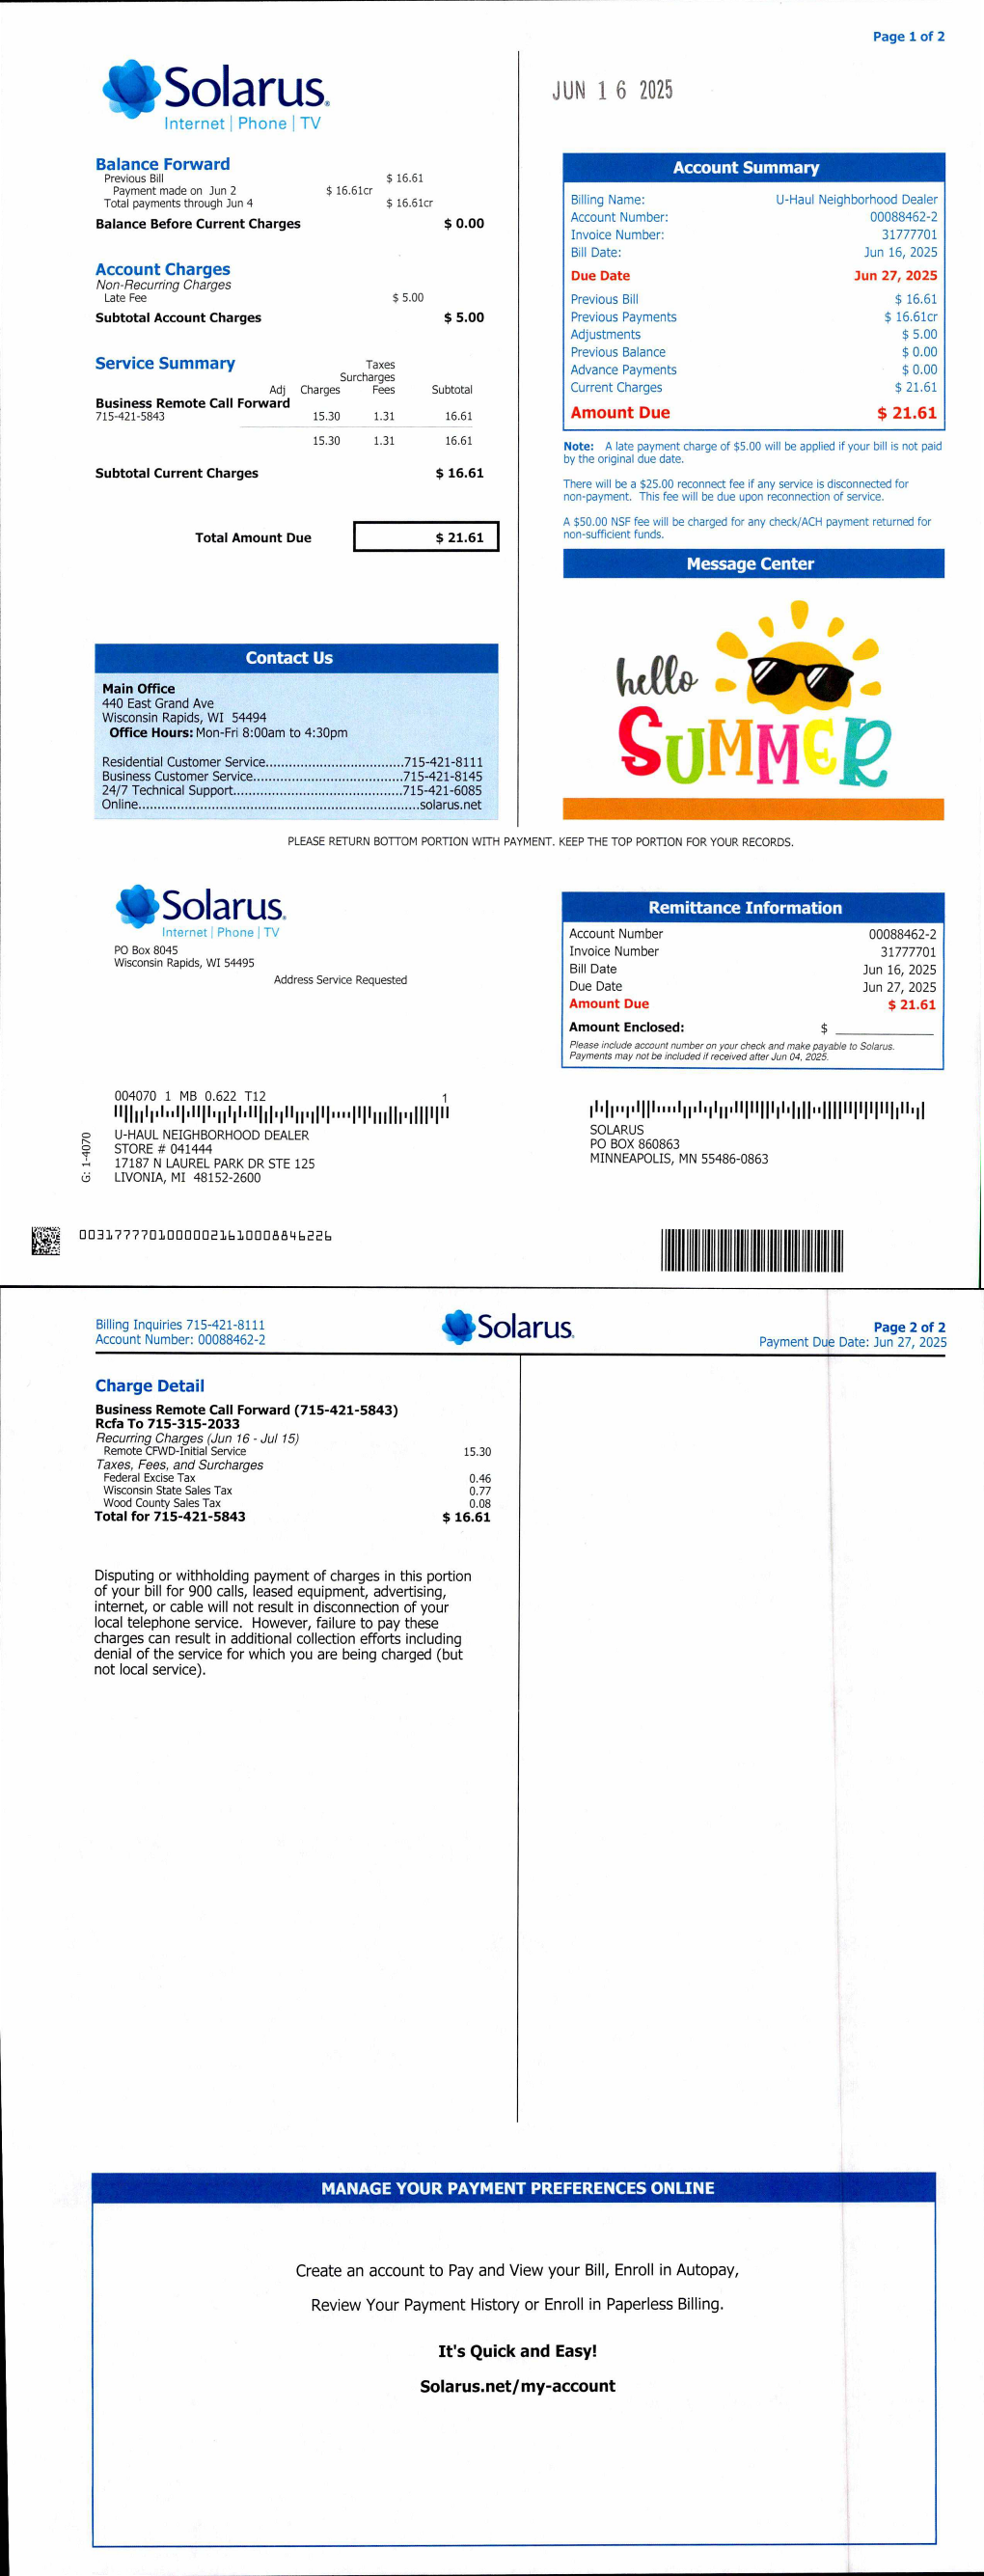 Page 1 of 2
Solarus.
Internet | Phone | TV
JUN 16 2025
Balance Forward
Previous Bill $ 16.61
Payment made on Jun 2 $ 16.61cr
Total payments through Jun 4 $ 16.61cr
Balance Before Current Charges $ 0.00
Account Charges
Non-Recurring Charges
Late Fee $ 5.00
Subtotal Account Charges $ 5.00
Service Summary
Taxes
Surcharges
Adj Charges Fees Subtotal
Business Remote Call Forward
715-421-5843 15.30 1.31 16.61
15.30 1.31 16.61
Subtotal Current Charges $ 16.61
Total Amount Due $ 21.61
Contact Us
Main Office
440 East Grand Ave
Wisconsin Rapids, WI 54494
Office Hours: Mon-Fri 8:00am to 4:30pm
Residential Customer Service........................................715-421-8111
Business Customer Service...........................................715-421-8145
24/7 Technical Support.................................................715-421-6085
Online.................................................................................solarus.net
Account Summary
Billing Name: U-Haul Neighborhood Dealer
Account Number: 00088462-2
Invoice Number: 31777701
Bill Date: Jun 16, 2025
Due Date Jun 27, 2025
Previous Bill $ 16.61
Previous Payments $ 16.61cr
Adjustments $ 5.00
Previous Balance $ 0.00
Advance Payments $ 0.00
Current Charges $ 21.61
Amount Due $ 21.61
Note: A late payment charge of $5.00 will be applied if your bill is not paid
by the original due date.
There will be a $25.00 reconnect fee if any service is disconnected for
non-payment. This fee will be due upon reconnection of service.
A $50.00 NSF fee will be charged for any check/ACH payment returned for
non-sufficient funds.
Message Center
hello
SUMMER
PLEASE RETURN BOTTOM PORTION WITH PAYMENT. KEEP THE TOP PORTION FOR YOUR RECORDS.
Solarus.
Internet | Phone | TV
PO Box 8045
Wisconsin Rapids, WI 54495
Address Service Requested
Remittance Information
Account Number 00088462-2
Invoice Number 31777701
Bill Date Jun 16, 2025
Due Date Jun 27, 2025
Amount Due $ 21.61
Amount Enclosed: $
Please include account number on your check and make payable to Solarus.
Payments may not be included if received after Jun 04, 2025.
004070 1 MB 0.622 T12 1
U-HAUL NEIGHBORHOOD DEALER
STORE # 041444
17187 N LAUREL PARK DR STE 125
LIVONIA, MI 48152-2600
G: 1-4070
SOLARUS
PO BOX 860863
MINNEAPOLIS, MN 55486-0863
003177770100000216100088462​26
Billing Inquiries 715-421-8111
Account Number: 00088462-2
Solarus.
Page 2 of 2
Payment Due Date: Jun 27, 2025
Charge Detail
Business Remote Call Forward (715-421-5843)
Rcfa To 715-315-2033
Recurring Charges (Jun 16 - Jul 15)
Remote CFWD-Initial Service 15.30
Taxes, Fees, and Surcharges
Federal Excise Tax 0.46
Wisconsin State Sales Tax 0.77
Wood County Sales Tax 0.08
Total for 715-421-5843 $ 16.61
Disputing or withholding payment of charges in this portion
of your bill for 900 calls, leased equipment, advertising,
internet, or cable will not result in disconnection of your
local telephone service. However, failure to pay these
charges can result in additional collection efforts including
denial of the service for which you are being charged (but
not local service).
MANAGE YOUR PAYMENT PREFERENCES ONLINE
Create an account to Pay and View your Bill, Enroll in Autopay,
Review Your Payment History or Enroll in Paperless Billing.
It's Quick and Easy!
Solarus.net/my-account